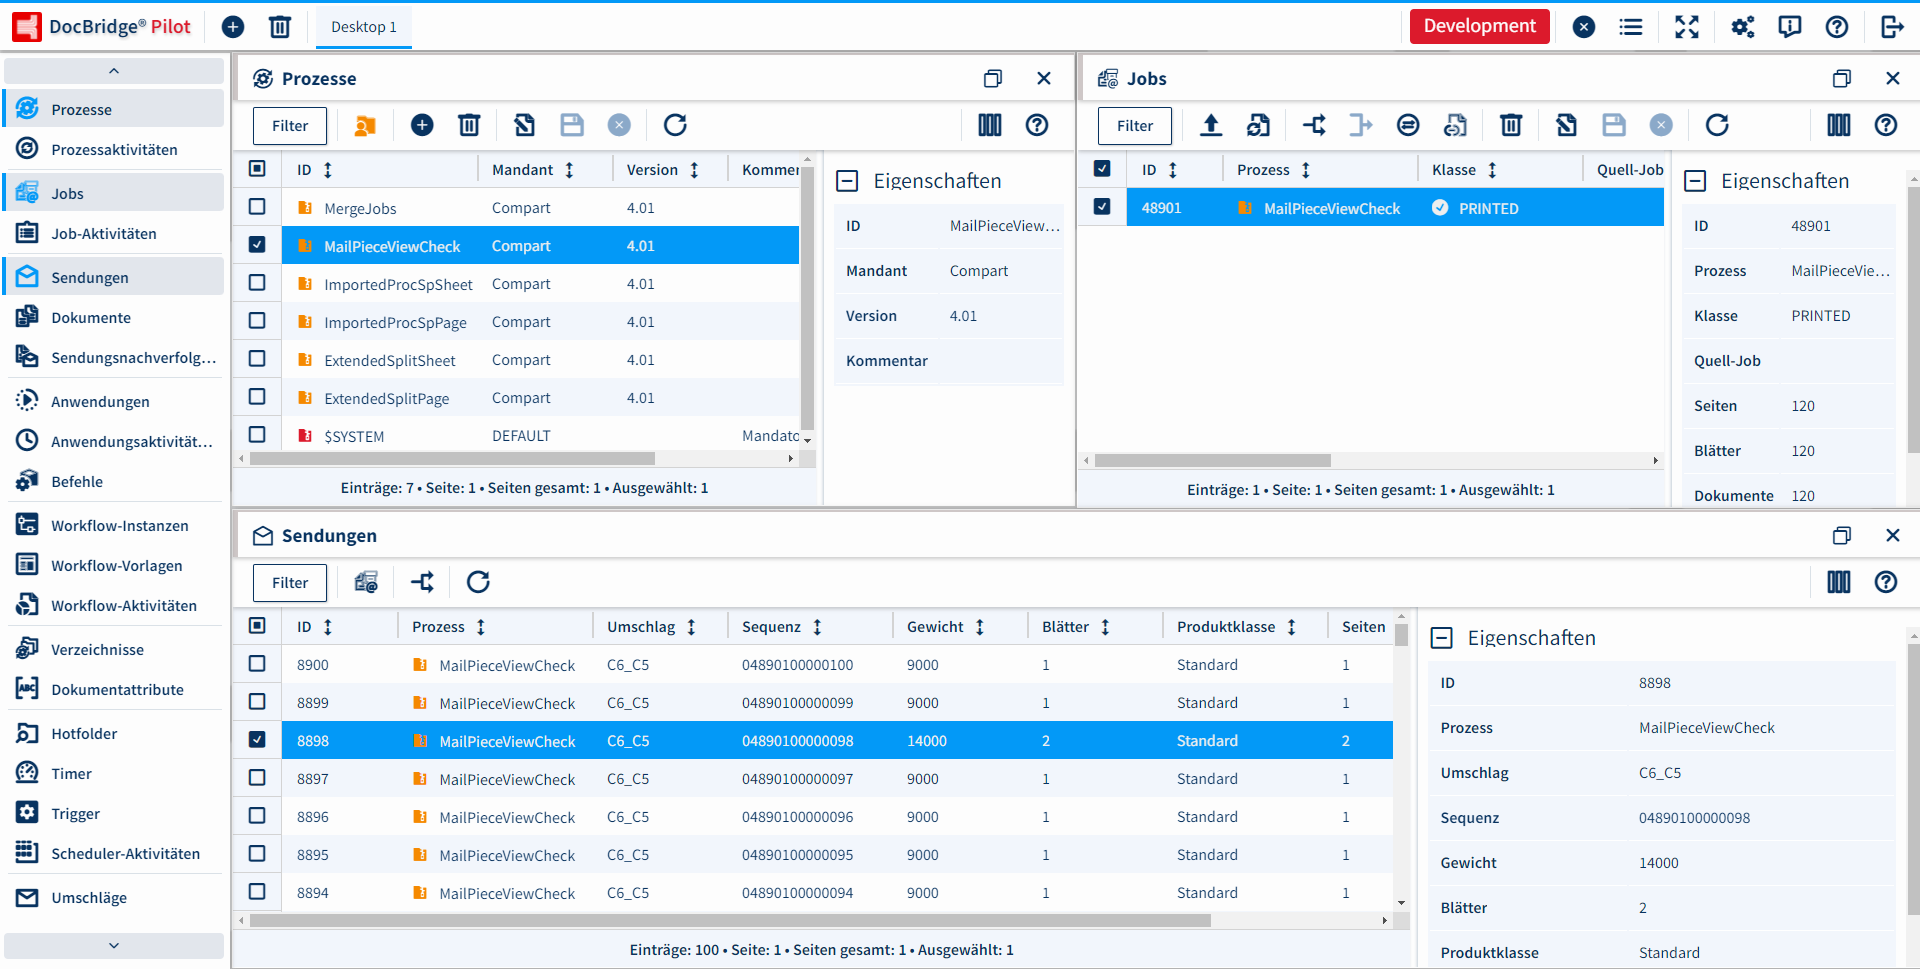 DocBridge® Pilot
Desktop 1
Development
Prozesse
Prozessaktivitäten
Jobs
Job-Aktivitäten
Sendungen
Dokumente
Sendungsnachverfolg...
Anwendungen
Anwendungsaktivität...
Befehle
Workflow-Instanzen
Workflow-Vorlagen
Workflow-Aktivitäten
Verzeichnisse
Dokumentattribute
Hotfolder
Timer
Trigger
Scheduler-Aktivitäten
Umschläge
Prozesse
Filter
ID Mandant Version Kommen
MergeJobs Compart 4.01
MailPieceViewCheck Compart 4.01
ImportedProcSpSheet Compart 4.01
ImportedProcSpPage Compart 4.01
ExtendedSplitSheet Compart 4.01
ExtendedSplitPage Compart 4.01
$SYSTEM DEFAULT Mandato
Einträge: 7 • Seite: 1 • Seiten gesamt: 1 • Ausgewählt: 1
Eigenschaften
ID MailPieceView...
Mandant Compart
Version 4.01
Kommentar
Jobs
Filter
ID Prozess Klasse Quell-Job
48901 MailPieceViewCheck PRINTED
Einträge: 1 • Seite: 1 • Seiten gesamt: 1 • Ausgewählt: 1
Eigenschaften
ID 48901
Prozess MailPieceVie...
Klasse PRINTED
Quell-Job
Seiten 120
Blätter 120
Dokumente 120
Sendungen
Filter
ID Prozess Umschlag Sequenz Gewicht Blätter Produktklasse Seiten
8900 MailPieceViewCheck C6_C5 04890100000100 9000 1 Standard 1
8899 MailPieceViewCheck C6_C5 04890100000099 9000 1 Standard 1
8898 MailPieceViewCheck C6_C5 04890100000098 14000 2 Standard 2
8897 MailPieceViewCheck C6_C5 04890100000097 9000 1 Standard 1
8896 MailPieceViewCheck C6_C5 04890100000096 9000 1 Standard 1
8895 MailPieceViewCheck C6_C5 04890100000095 9000 1 Standard 1
8894 MailPieceViewCheck C6_C5 04890100000094 9000 1 Standard 1
Einträge: 100 • Seite: 1 • Seiten gesamt: 1 • Ausgewählt: 1
Eigenschaften
ID 8898
Prozess MailPieceViewCheck
Umschlag C6_C5
Sequenz 04890100000098
Gewicht 14000
Blätter 2
Produktklasse Standard